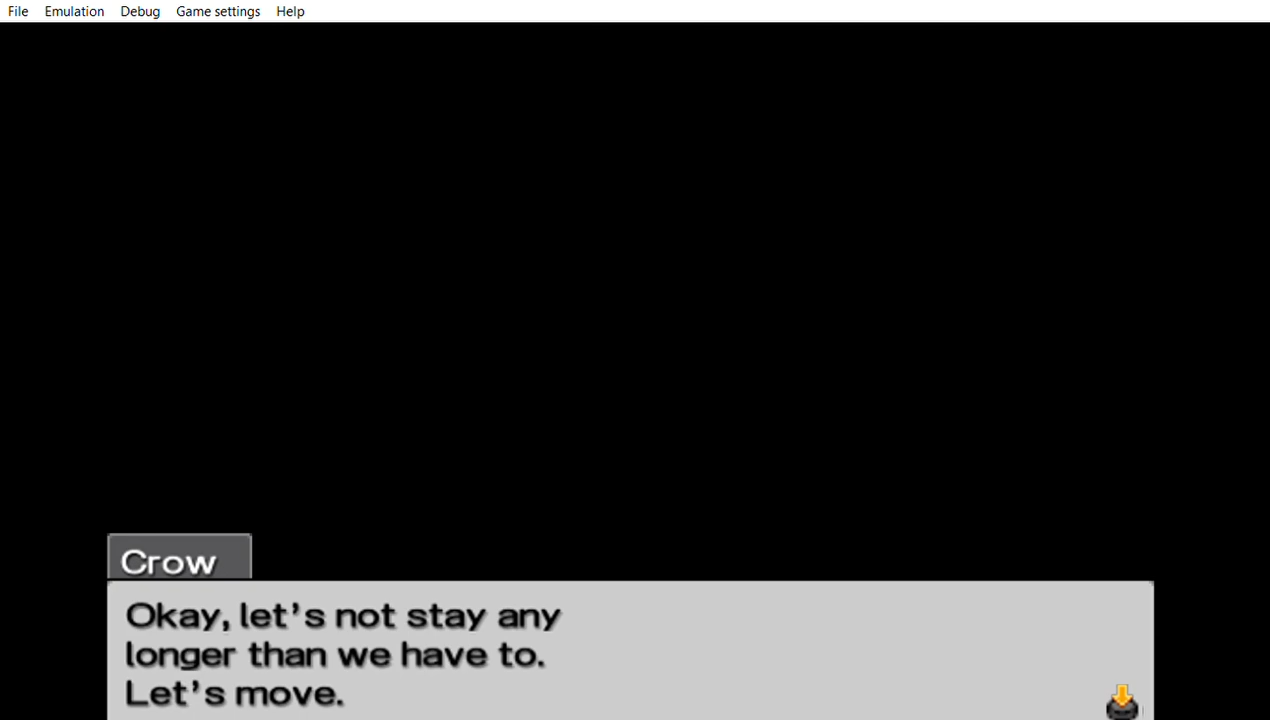 File Emulation Debug Game settings Help
Crow
Okay, let's not stay any
longer than we have to.
Let's move.